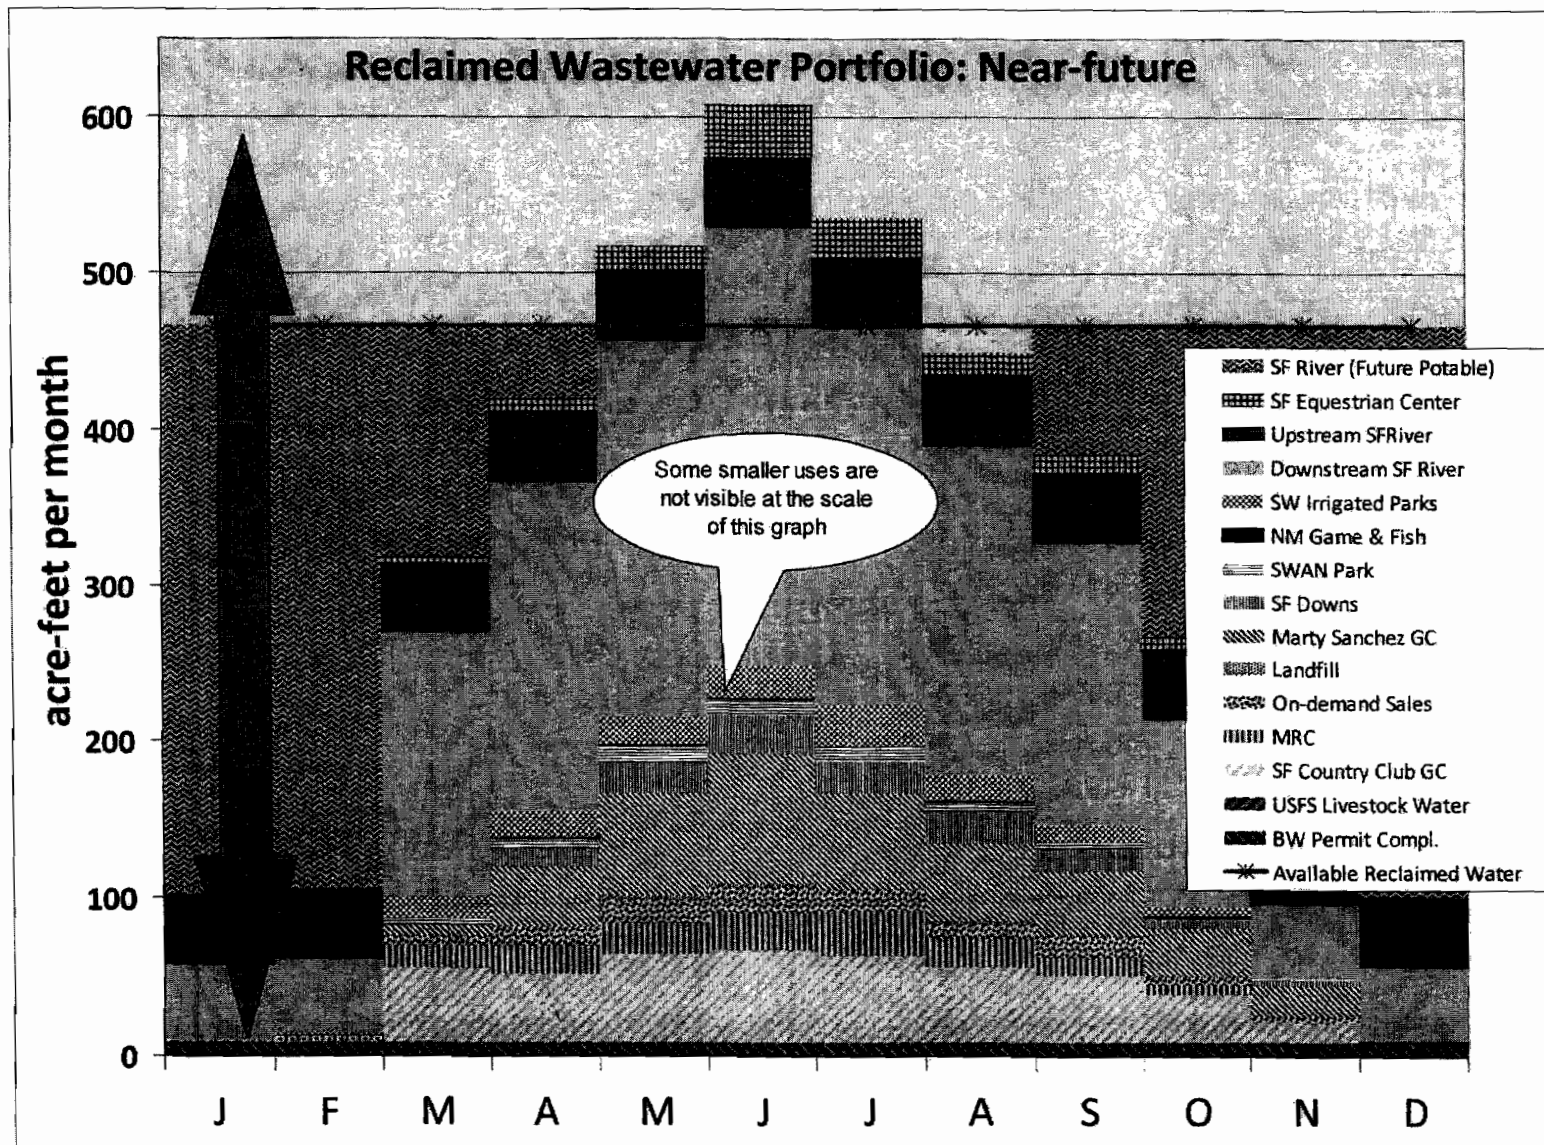 Reclaimed Wastewater Portfolio: Near-future
acre-feet per month
600
500
400
300
200
100
0
Some smaller uses are
not visible at the scale
of this graph
SF River (Future Potable)
SF Equestrian Center
Upstream SFRiver
Downstream SF River
SW Irrigated Parks
NM Game & Fish
SWAN Park
SF Downs
Marty Sanchez GC
Landfill
On-demand Sales
MRC
SF Country Club GC
USFS Livestock Water
BW Permit Compl.
Available Reclaimed Water
J F M A M J J A S O N D